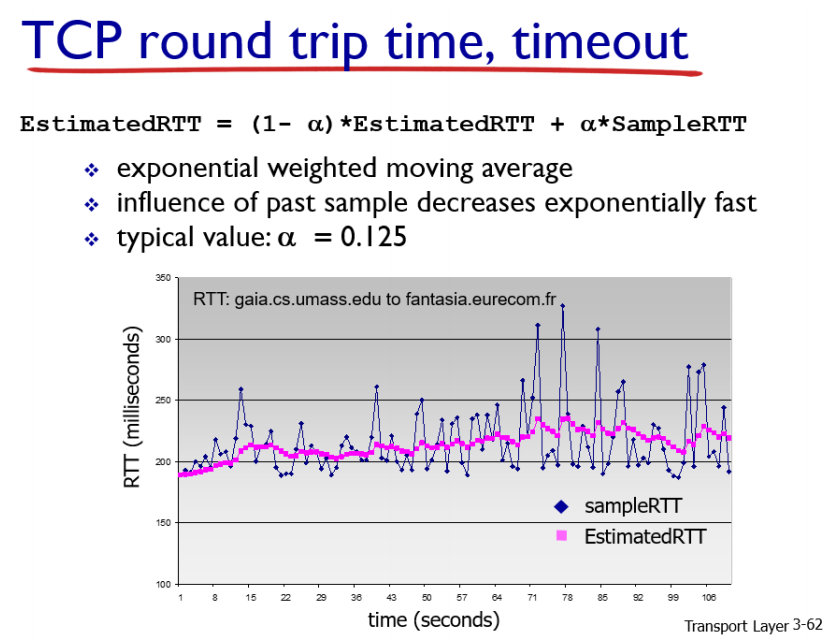 TCP round trip time, timeout
EstimatedRTT = (1- α)*EstimatedRTT + α*SampleRTT
exponential weighted moving average
influence of past sample decreases exponentially fast
typical value: α = 0.125
RTT: gaia.cs.umass.edu to fantasia.eurecom.fr
RTT (milliseconds)
350
300
250
200
150
100
sampleRTT
EstimatedRTT
1 8 15 22 29 36 43 50 57 64 71 78 85 92 99 106
time (seconds)
Transport Layer 3-62